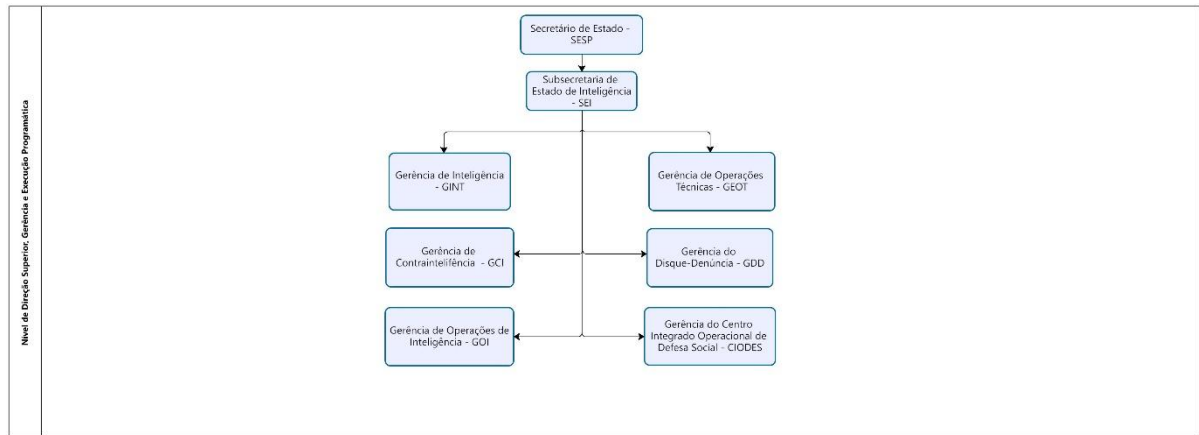 Nível de Direção Superior, Gerência e Execução Programática
Secretário de Estado -
SESP
Subsecretaria de
Estado de Inteligência
- SEI
Gerência de Inteligência
- GINT
Gerência de Operações
Técnicas - GEOT
Gerência de
Contraintelifência - GCI
Gerência do
Disque-Denúncia - GDD
Gerência de Operações de
Inteligência - GOI
Gerência do Centro
Integrado Operacional de
Defesa Social - CIODES